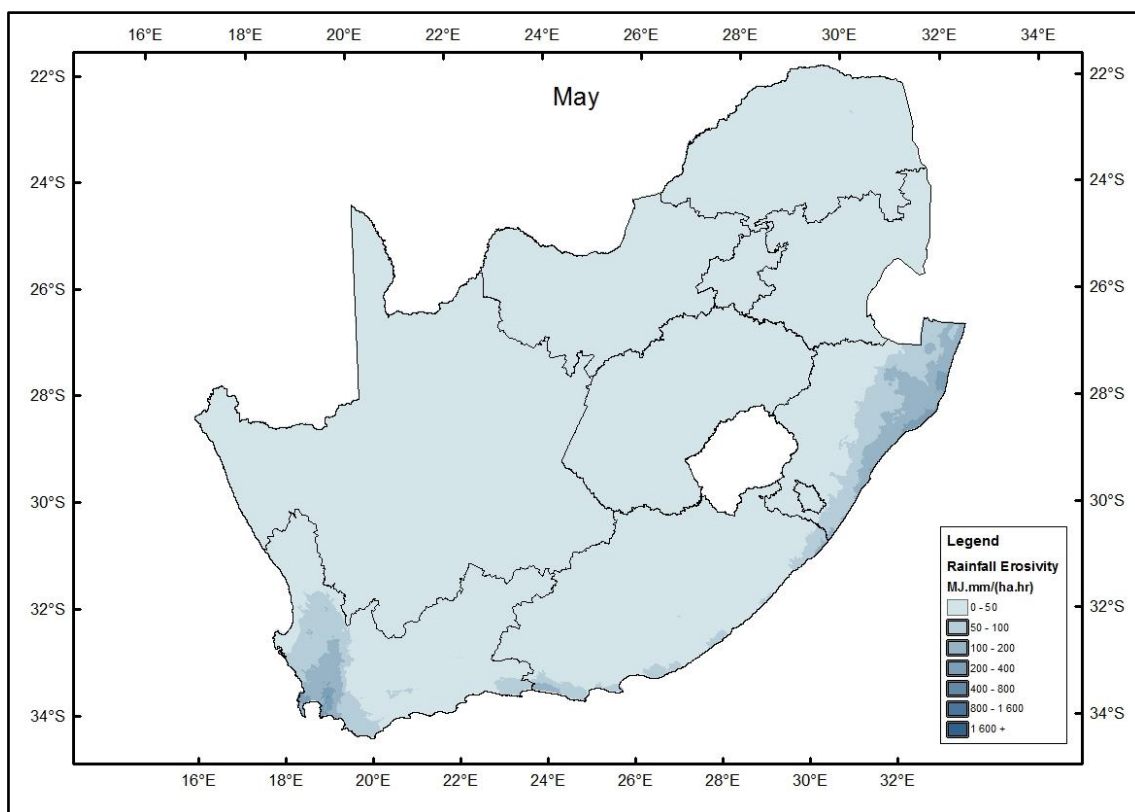 16°E 18°E 20°E 22°E 24°E 26°E 28°E 30°E 32°E
May
22°S 22°S
24°S 24°S
26°S 26°S
28°S 28°S
30°S 30°S
32°S 32°S
34°S 34°S
Legend
Rainfall Erosivity
MJ.mm/(ha.hr)
0 - 50
50 - 100
100 - 200
200 - 400
400 - 800
800 - 1 600
1 600 +
16°E 18°E 20°E 22°E 24°E 26°E 28°E 30°E 32°E